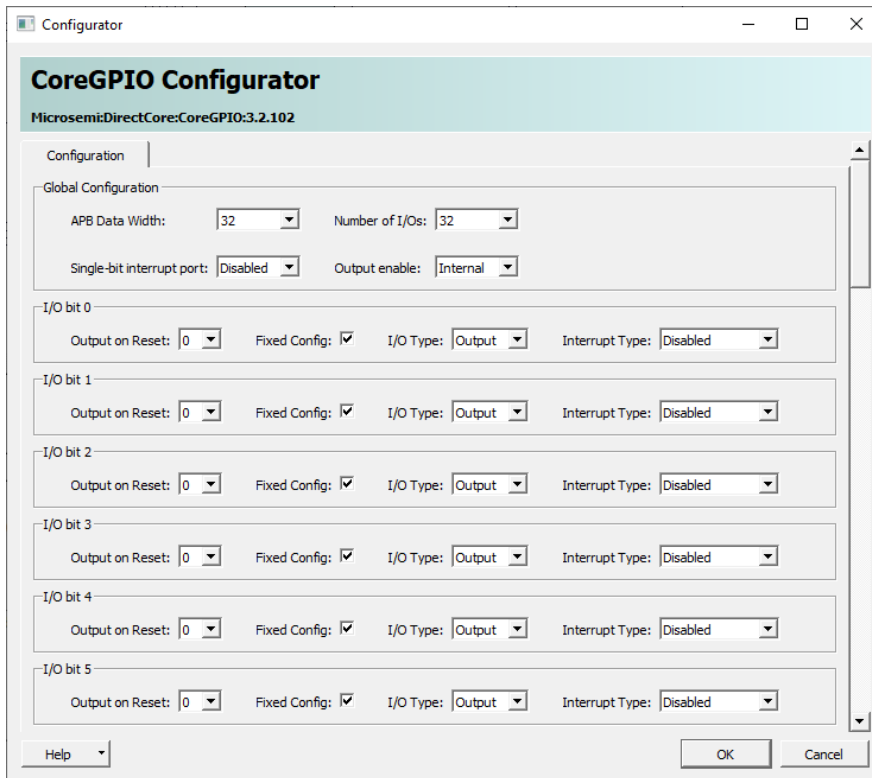 Configurator
CoreGPIO Configurator
Microsemi:DirectCore:CoreGPIO:3.2.102
Configuration
Global Configuration
APB Data Width: 32 Number of I/Os: 32
Single-bit interrupt port: Disabled Output enable: Internal
I/O bit 0
Output on Reset: 0 Fixed Config: I/O Type: Output Interrupt Type: Disabled
I/O bit 1
Output on Reset: 0 Fixed Config: I/O Type: Output Interrupt Type: Disabled
I/O bit 2
Output on Reset: 0 Fixed Config: I/O Type: Output Interrupt Type: Disabled
I/O bit 3
Output on Reset: 0 Fixed Config: I/O Type: Output Interrupt Type: Disabled
I/O bit 4
Output on Reset: 0 Fixed Config: I/O Type: Output Interrupt Type: Disabled
I/O bit 5
Output on Reset: 0 Fixed Config: I/O Type: Output Interrupt Type: Disabled
Help OK Cancel